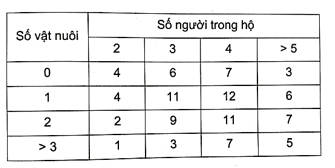 Số vật nuôi
Số người trong hộ
2 3 4 > 5
0 4 6 7 3
1 4 11 12 6
2 2 9 11 7
> 3 1 3 7 5